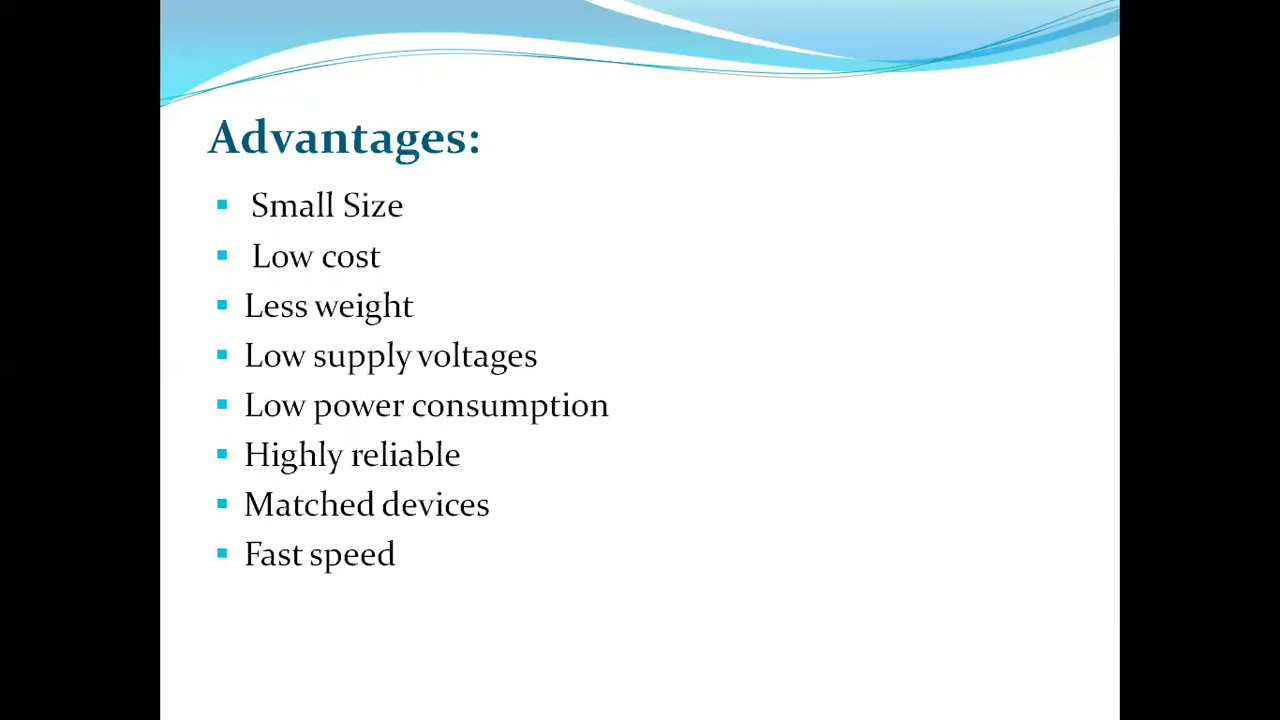 Advantages:
Small Size
Low cost
Less weight
Low supply voltages
Low power consumption
Highly reliable
Matched devices
Fast speed